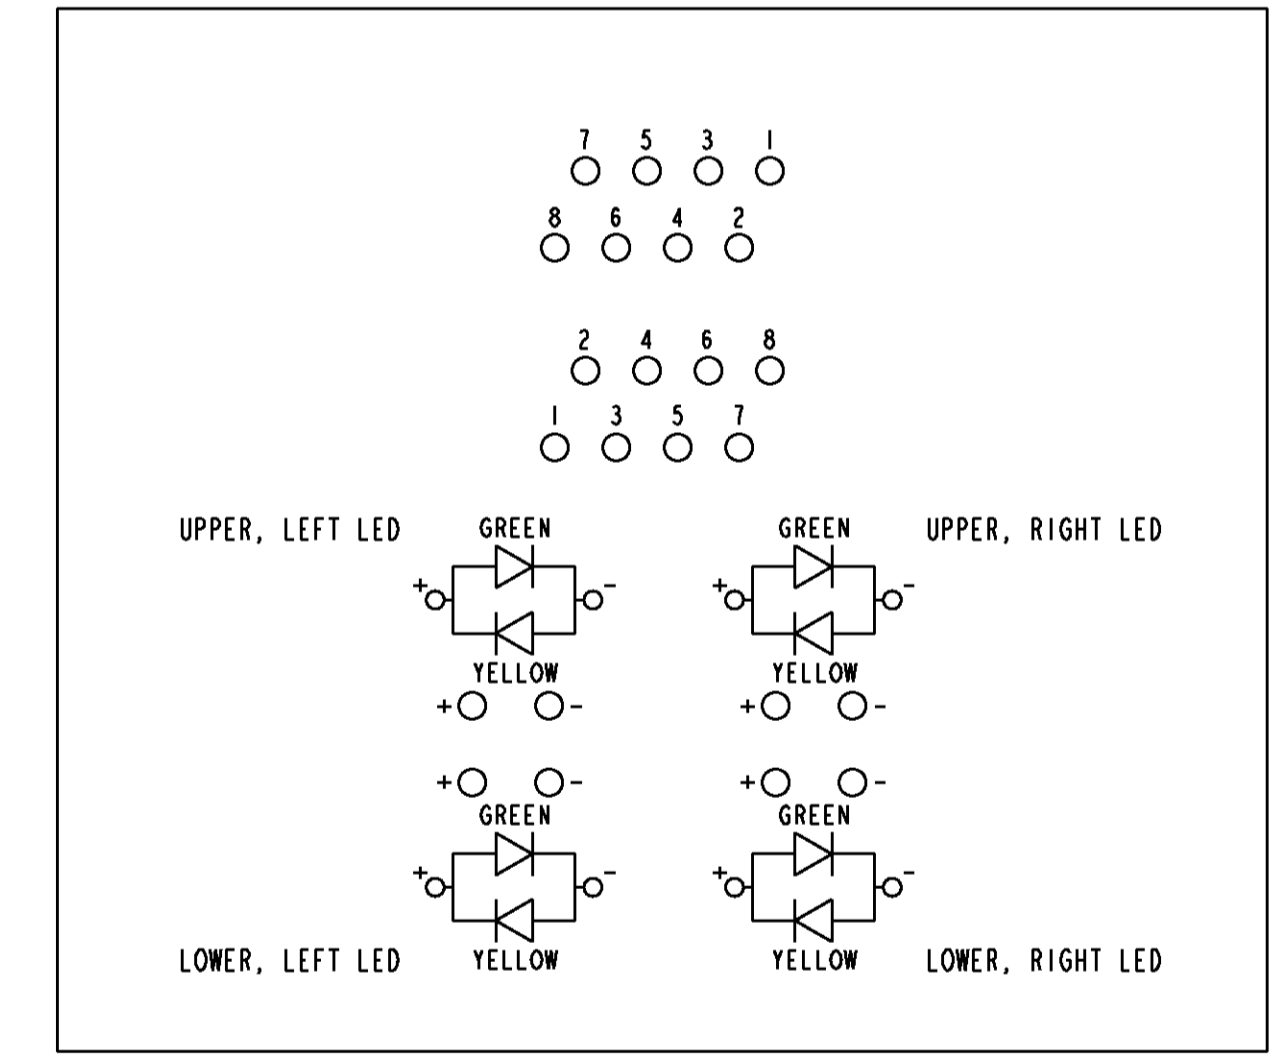 7 5 3 1
8 6 4 2
2 4 6 8
1 3 5 7
UPPER, LEFT LED GREEN GREEN UPPER, RIGHT LED
+ - + -
YELLOW YELLOW
+ - + -
+ - + -
GREEN GREEN
+ - + -
LOWER, LEFT LED YELLOW YELLOW LOWER, RIGHT LED